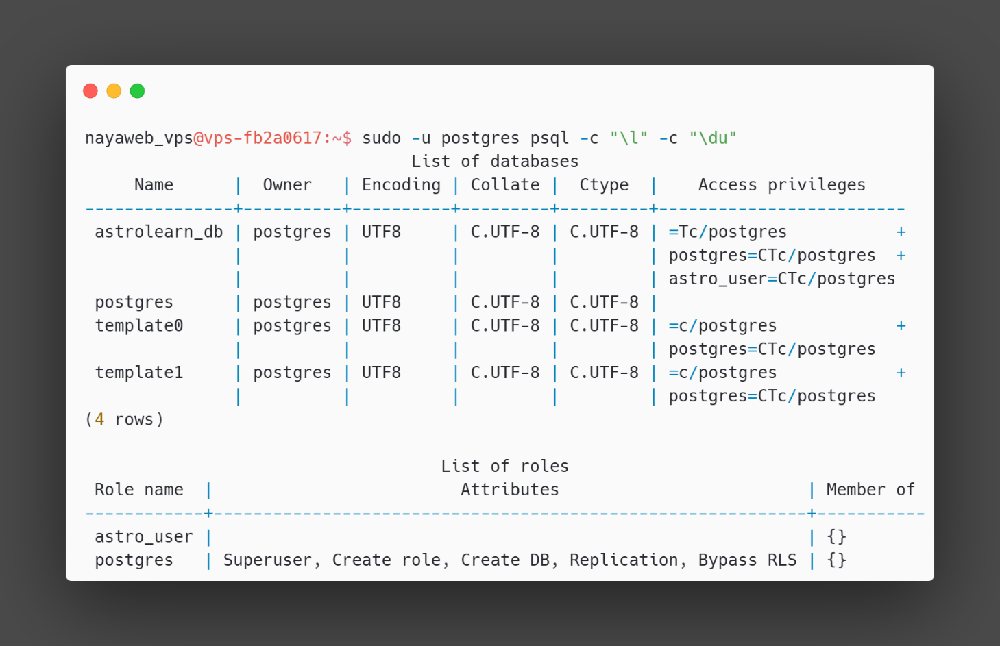 nayaweb_vps@vps-fb2a0617:~$ sudo -u postgres psql -c "\l" -c "\du"
                                 List of databases
     Name      |  Owner   | Encoding | Collate |  Ctype  |    Access privileges
---------------+----------+----------+---------+---------+-------------------------
 astrolearn_db | postgres | UTF8     | C.UTF-8 | C.UTF-8 | =Tc/postgres           +
               |          |          |         |         | postgres=CTc/postgres  +
               |          |          |         |         | astro_user=CTc/postgres
 postgres      | postgres | UTF8     | C.UTF-8 | C.UTF-8 |
 template0     | postgres | UTF8     | C.UTF-8 | C.UTF-8 | =c/postgres            +
               |          |          |         |         | postgres=CTc/postgres
 template1     | postgres | UTF8     | C.UTF-8 | C.UTF-8 | =c/postgres            +
               |          |          |         |         | postgres=CTc/postgres
(4 rows)

                                    List of roles
 Role name  |                         Attributes                         | Member of
------------+------------------------------------------------------------+-----------
 astro_user |                                                            | {}
 postgres   | Superuser, Create role, Create DB, Replication, Bypass RLS | {}